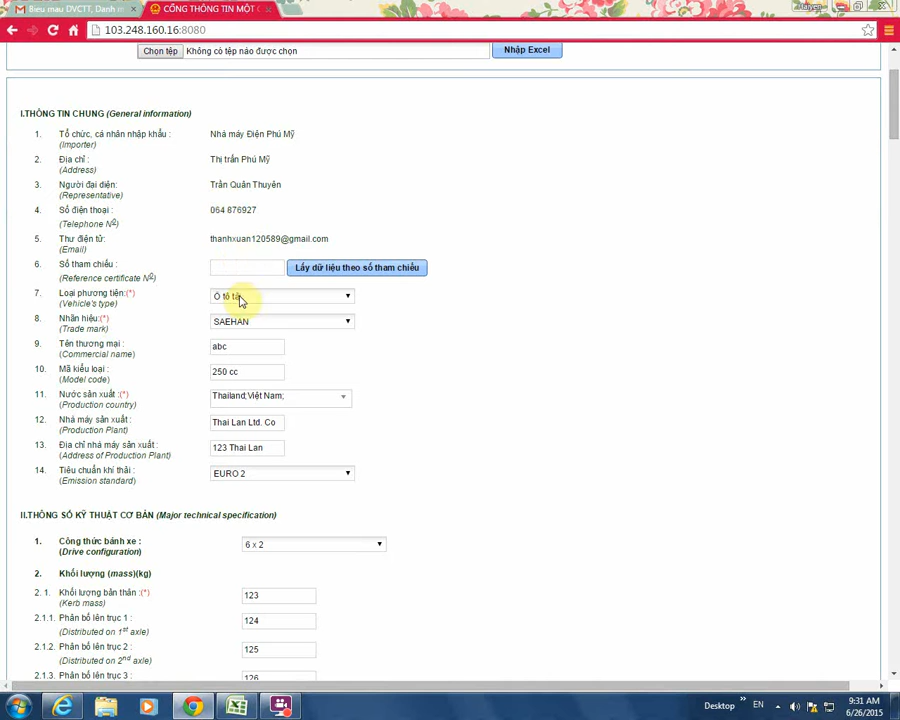 Biểu mẫu DVCTT, Danh m
CỔNG THÔNG TIN MỘT C
103.248.160.16:8080
Chọn tệp Không có tệp nào được chọn Nhập Excel
I.THÔNG TIN CHUNG (General information)
1. Tổ chức, cá nhân nhập khẩu : Nhà máy Điện Phú Mỹ
(Importer)
2. Địa chỉ : Thị trấn Phú Mỹ
(Address)
3. Người đại diện: Trần Quân Thuyên
(Representative)
4. Số điện thoại : 064 876927
(Telephone Nº)
5. Thư điện tử: thanhxuan120589@gmail.com
(Email)
6. Số tham chiếu: Lấy dữ liệu theo số tham chiếu
(Reference certificate Nº)
7. Loại phương tiện:(*) Ô tô tải
(Vehicle's type)
8. Nhãn hiệu:(*) SAEHAN
(Trade mark)
9. Tên thương mại : abc
(Commercial name)
10. Mã kiểu loại : 250 cc
(Model code)
11. Nước sản xuất :(*) Thailand;Việt Nam;
(Production country)
12. Nhà máy sản xuất: Thai Lan Ltd. Co
(Production Plant)
13. Địa chỉ nhà máy sản xuất : 123 Thai Lan
(Address of Production Plant)
14. Tiêu chuẩn khí thải : EURO 2
(Emission standard)
II.THÔNG SỐ KỸ THUẬT CƠ BẢN (Major technical specification)
1. Công thức bánh xe : 6 x 2
(Drive configuration)
2. Khối lượng (mass)(kg)
2. 1. Khối lượng bản thân :(*) 123
(Kerb mass)
2.1.1. Phân bố lên trục 1 : 124
(Distributed on 1st axle)
2.1.2. Phân bố lên trục 2 : 125
(Distributed on 2nd axle)
2.1.3. Phân bố lên trục 3 : 126
Desktop » EN 9:31 AM
6/26/2015